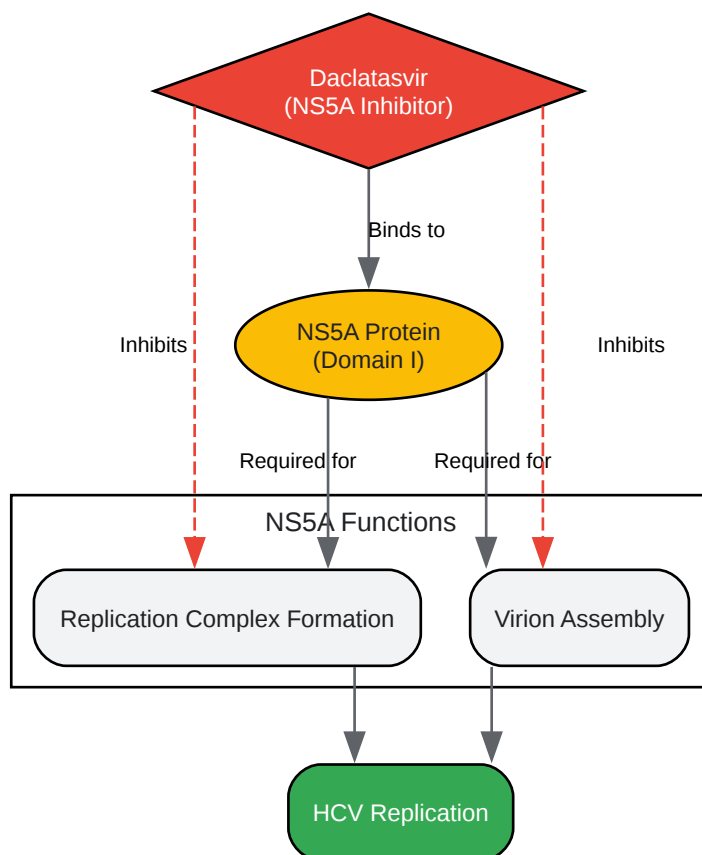 Daclatasvir
(NS5A Inhibitor)
Binds to
NS5A Protein
(Domain I)
Inhibits
Inhibits
Required for
Required for
NS5A Functions
Replication Complex Formation
Virion Assembly
HCV Replication